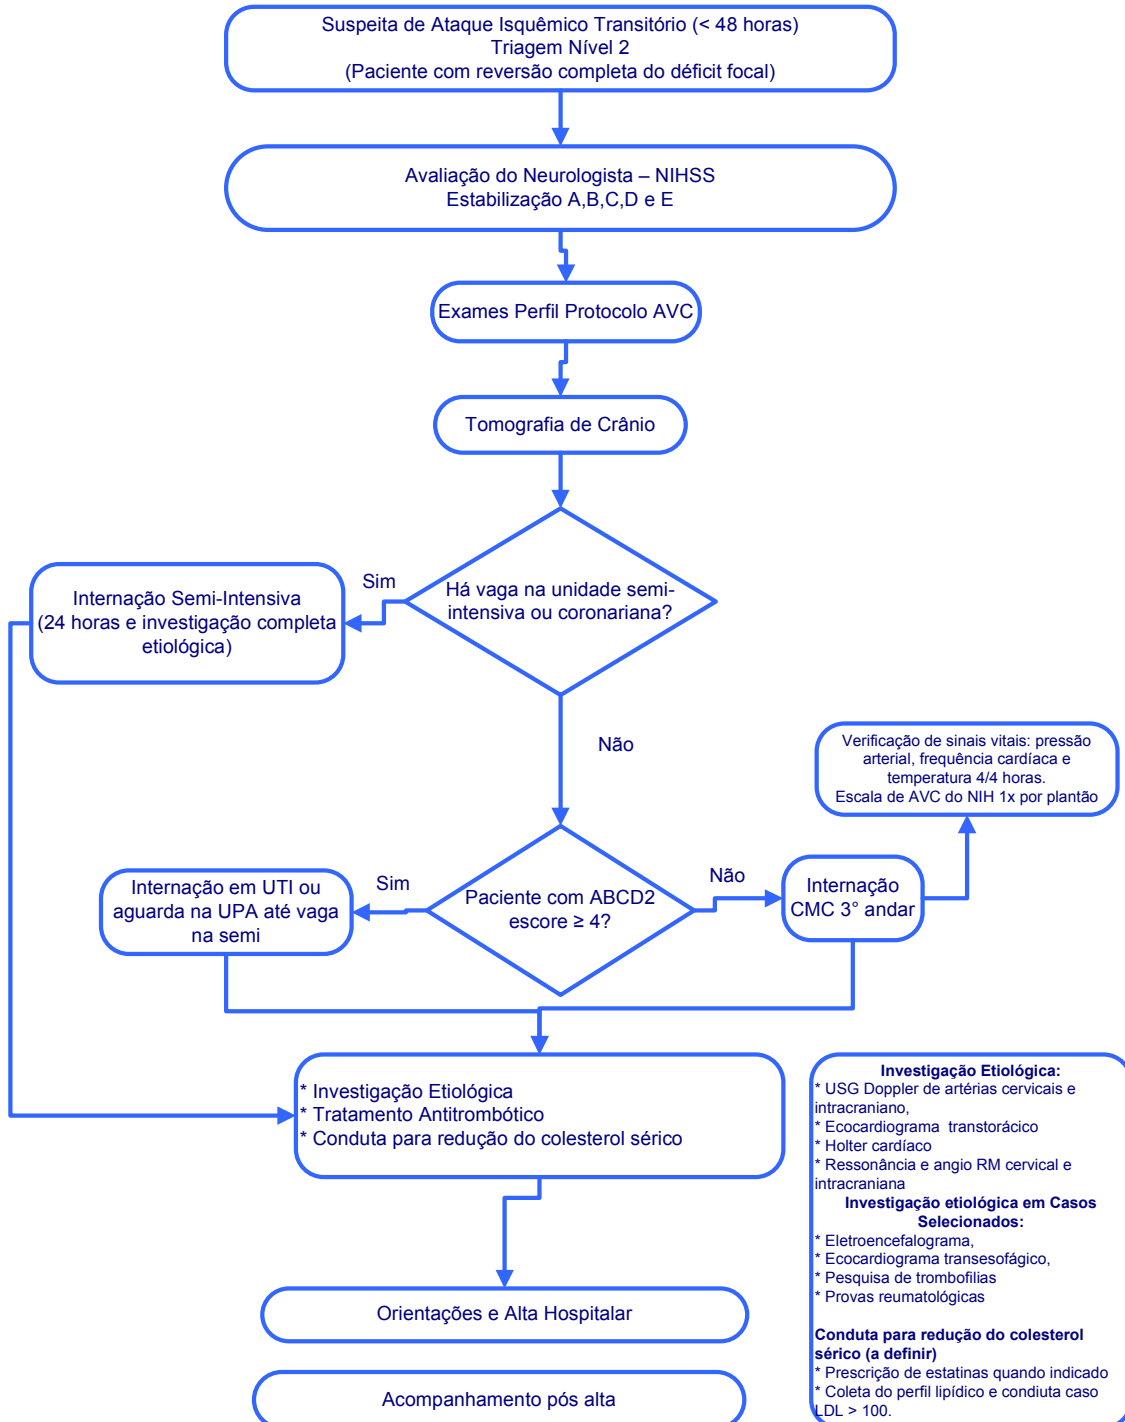 Suspeita de Ataque Isquêmico Transitório (< 48 horas)
Triagem Nível 2
(Paciente com reversão completa do déficit focal)
Avaliação do Neurologista – NIHSS
Estabilização A,B,C,D e E
Exames Perfil Protocolo AVC
Tomografia de Crânio
Há vaga na unidade semi-
intensiva ou coronariana?
Sim
Internação Semi-Intensiva
(24 horas e investigação completa
etiológica)
Não
Verificação de sinais vitais: pressão
arterial, frequência cardíaca e
temperatura 4/4 horas.
Escala de AVC do NIH 1x por plantão
Paciente com ABCD2
escore ≥ 4?
Sim
Internação em UTI ou
aguarda na UPA até vaga
na semi
Não
Internação
CMC 3° andar
* Investigação Etiológica
* Tratamento Antitrombótico
* Conduta para redução do colesterol sérico
Investigação Etiológica:
* USG Doppler de artérias cervicais e
intracraniano,
* Ecocardiograma transtorácico
* Holter cardíaco
* Ressonância e angio RM cervical e
intracraniana
Investigação etiológica em Casos
Selecionados:
* Eletroencefalograma,
* Ecocardiograma transesofágico,
* Pesquisa de trombofilias
* Provas reumatológicas
Conduta para redução do colesterol
sérico (a definir)
* Prescrição de estatinas quando indicado
* Coleta do perfil lipídico e condiuta caso
LDL > 100.
Orientações e Alta Hospitalar
Acompanhamento pós alta